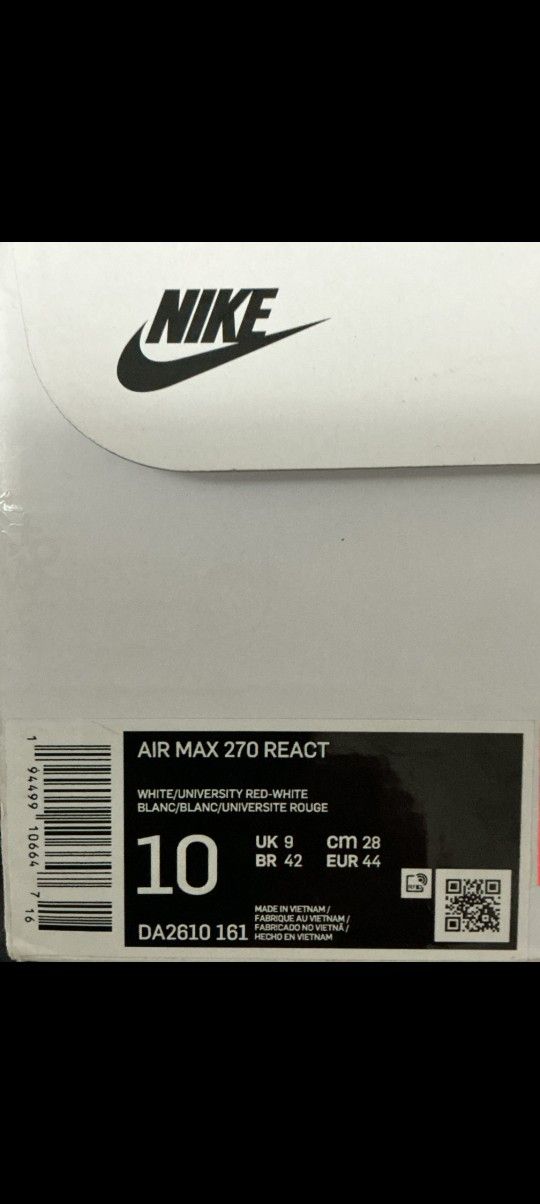 NIKE
AIR MAX 270 REACT
WHITE/UNIVERSITY RED-WHITE
BLANC/BLANC/UNIVERSITE ROUGE
10
UK 9 cm 28
BR 42 EUR 44
DA2610 161
MADE IN VIETNAM /
FABRIQUE AU VIETNAM /
FABRICADO NO VIETNÃ /
HECHO EN VIETNAM
1 94499 10664 7 16